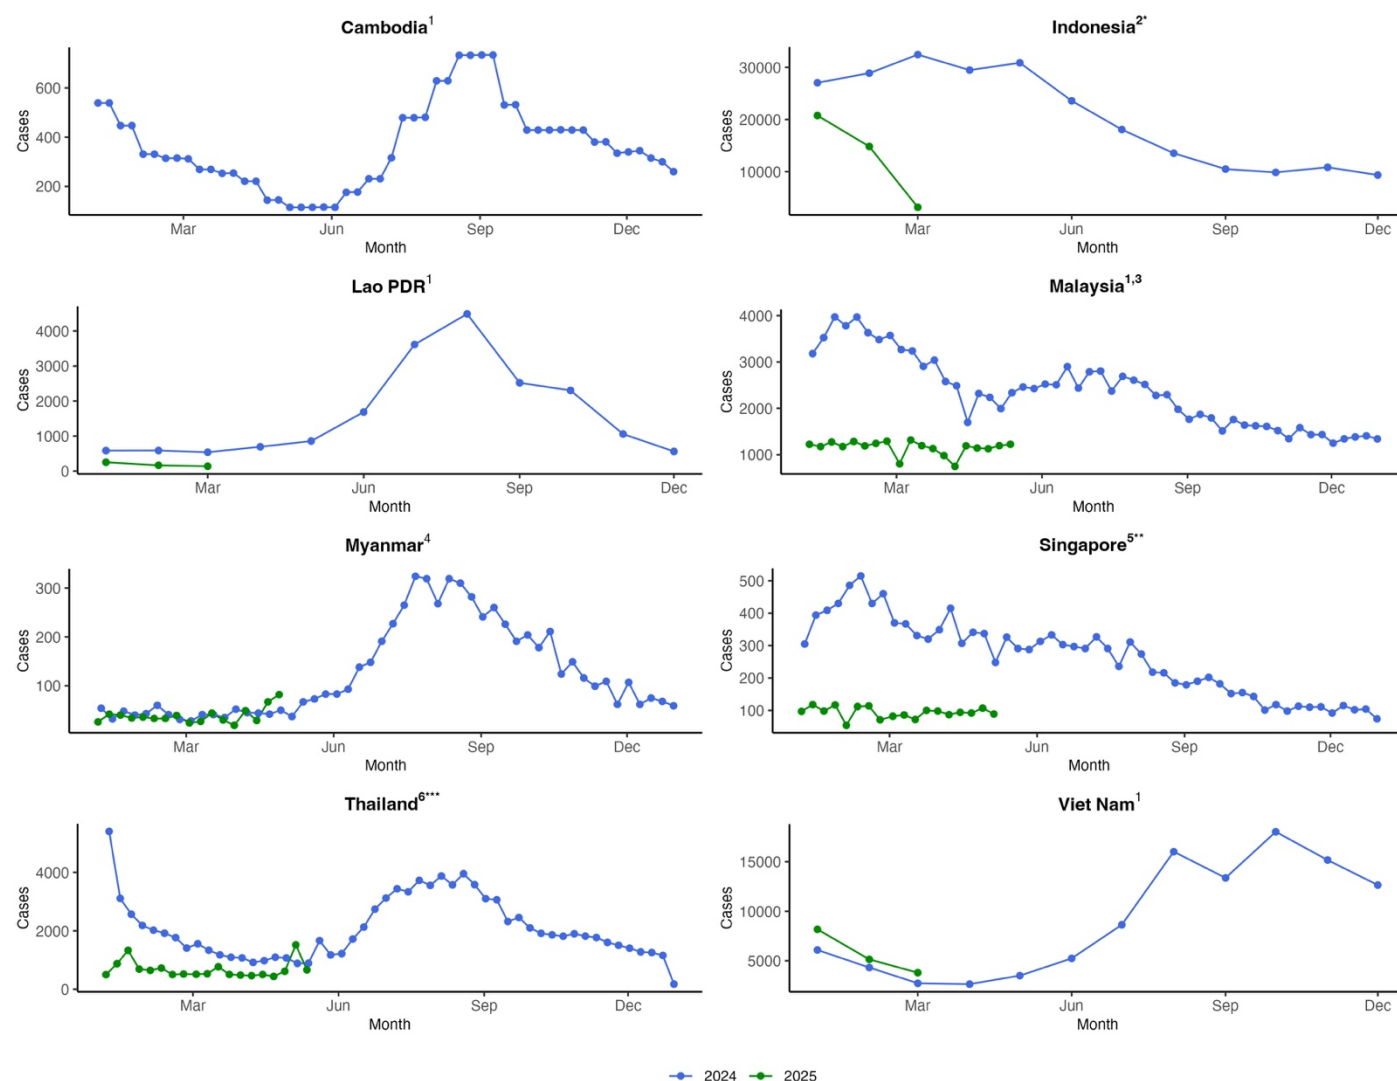 Cambodia1
Cases
600
400
200
Mar Jun Sep Dec
Month
Indonesia2*
Cases
30000
20000
10000
Mar Jun Sep Dec
Month
Lao PDR1
Cases
4000
3000
2000
1000
0
Mar Jun Sep Dec
Month
Malaysia1,3
Cases
4000
3000
2000
1000
Mar Jun Sep Dec
Month
Myanmar4
Cases
300
200
100
Mar Jun Sep Dec
Month
Singapore5**
Cases
500
400
300
200
100
Mar Jun Sep Dec
Month
Thailand6***
Cases
4000
2000
0
Mar Jun Sep Dec
Month
Viet Nam1
Cases
15000
10000
5000
Mar Jun Sep Dec
Month
2024 2025